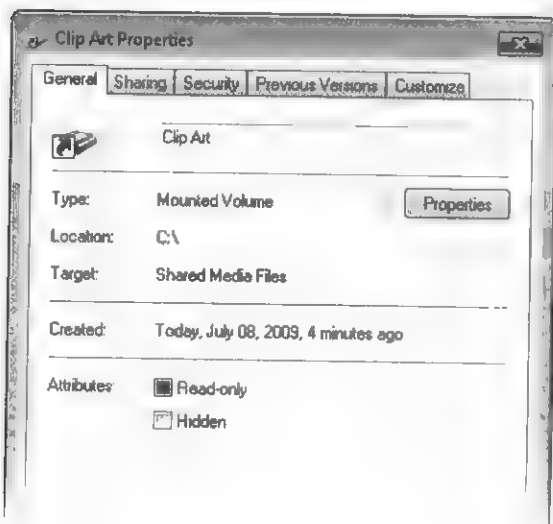 Clip Art Properties
General Sharing Security Previous Versions Customize
Clip Art
Type: Mounted Volume Properties
Location: C:\
Target: Shared Media Files
Created: Today, July 08, 2009, 4 minutes ago
Attributes: Read-only
Hidden